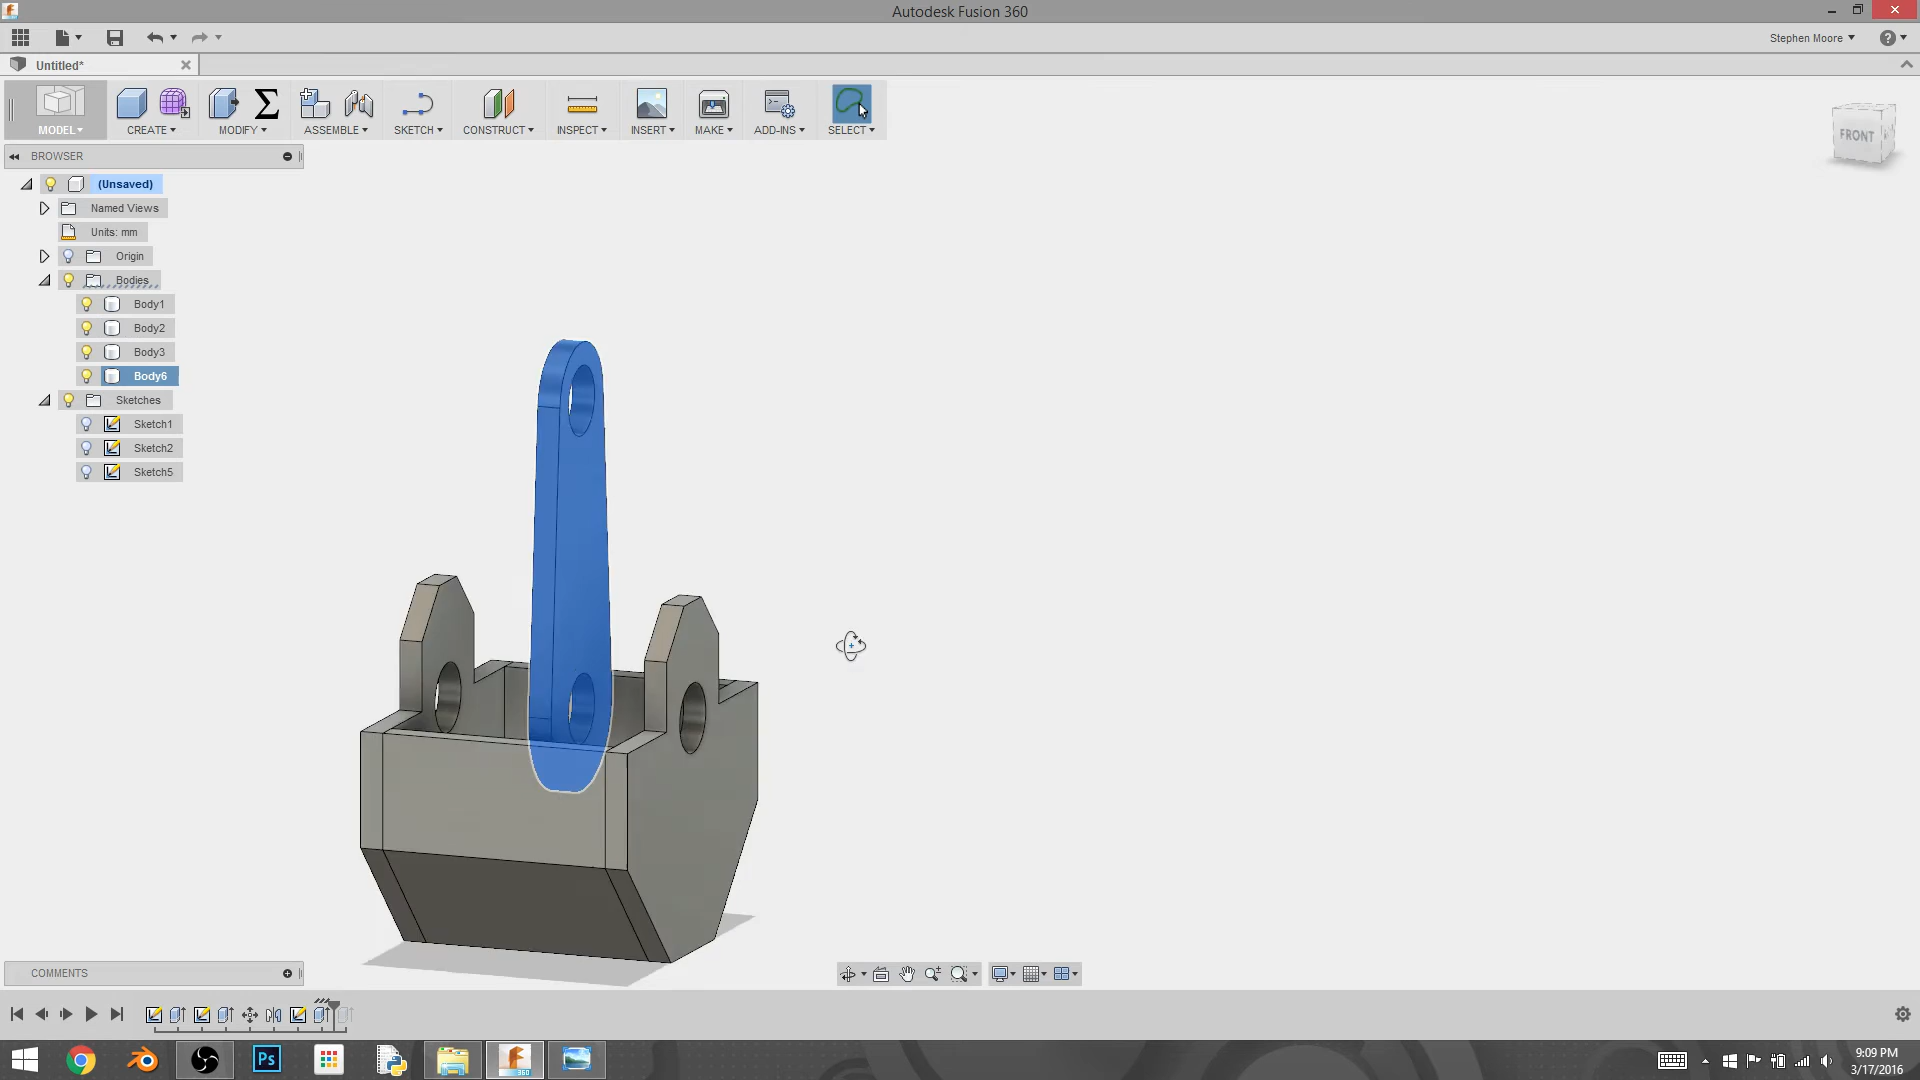 Autodesk Fusion 360
Stephen Moore
Untitled*
MODEL CREATE MODIFY ASSEMBLE SKETCH CONSTRUCT INSPECT INSERT MAKE ADD-INS SELECT
FRONT
BROWSER
(Unsaved)
Named Views
Units: mm
Origin
Bodies
Body1
Body2
Body3
Body6
Sketches
Sketch1
Sketch2
Sketch5
COMMENTS
Ps
360
9:09 PM
3/17/2016